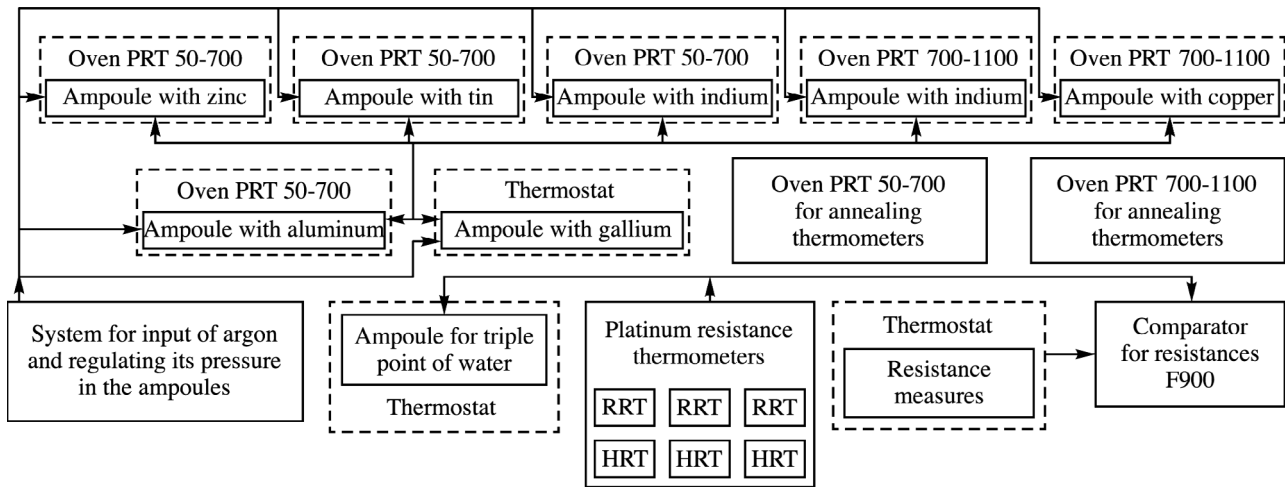 Oven PRT 50-700
Ampoule with zinc
Oven PRT 50-700
Ampoule with tin
Oven PRT 50-700
Ampoule with indium
Oven PRT 700-1100
Ampoule with indium
Oven PRT 700-1100
Ampoule with copper
Oven PRT 50-700
Ampoule with aluminum
Thermostat
Ampoule with gallium
Oven PRT 50-700
for annealing
thermometers
Oven PRT 700-1100
for annealing
thermometers
System for input of argon
and regulating its pressure
in the ampoules
Ampoule for triple
point of water
Thermostat
Platinum resistance
thermometers
RRT RRT RRT
HRT HRT HRT
Thermostat
Resistance
measures
Comparator
for resistances
F900